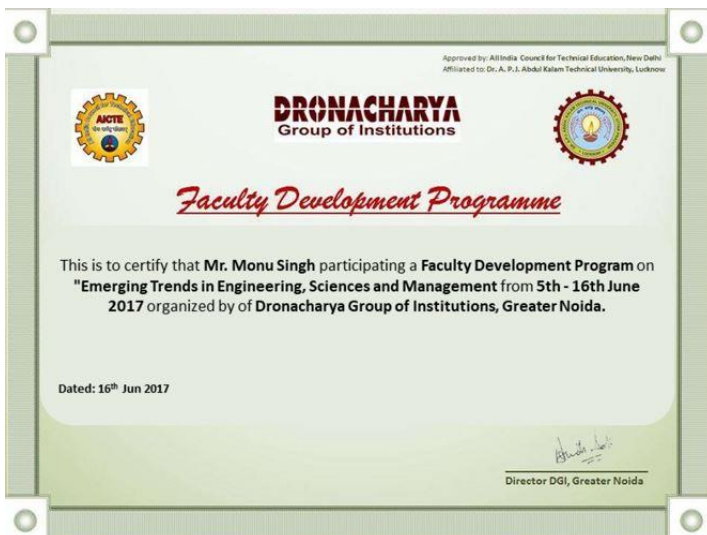 Approved by: All India Council for Technical Education, New Delhi
Affiliated to: Dr. A. P. J. Abdul Kalam Technical University, Lucknow
AICTE
DRONACHARYA
Group of Institutions
Faculty Development Programme
This is to certify that Mr. Monu Singh participating a Faculty Development Program on
"Emerging Trends in Engineering, Sciences and Management from 5th - 16th June
2017 organized by of Dronacharya Group of Institutions, Greater Noida.
Dated: 16th Jun 2017
Director DGI, Greater Noida